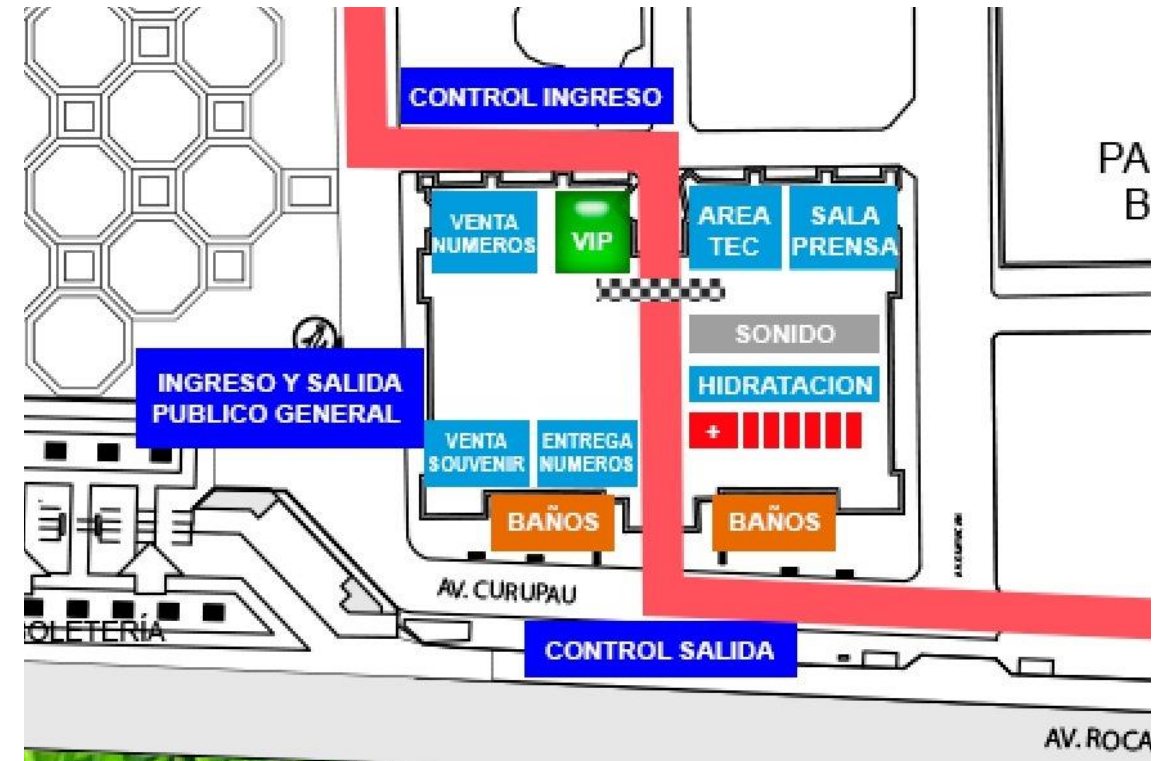 CONTROL INGRESO
PA
B
VENTA
NUMEROS
VIP
AREA
TEC
SALA
PRENSA
SONIDO
INGRESO Y SALIDA
PUBLICO GENERAL
HIDRATACION
+
VENTA
SOUVENIR
ENTREGA
NUMEROS
BAÑOS
BAÑOS
AV. CURUPAU
OLETERÍA
CONTROL SALIDA
AV. ROCA